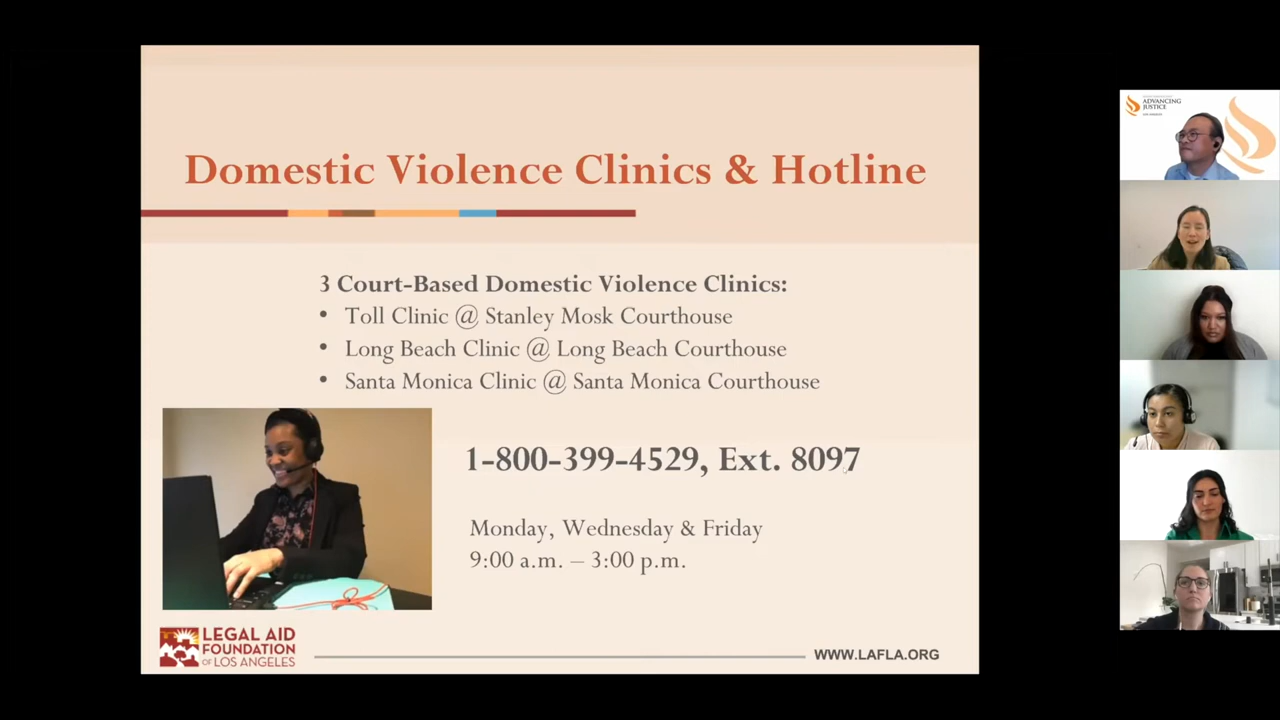 Domestic Violence Clinics & Hotline
3 Court-Based Domestic Violence Clinics:
• Toll Clinic @ Stanley Mosk Courthouse
• Long Beach Clinic @ Long Beach Courthouse
• Santa Monica Clinic @ Santa Monica Courthouse
1-800-399-4529, Ext. 8097
Monday, Wednesday & Friday
9:00 a.m. – 3:00 p.m.
LEGAL AID
FOUNDATION
OF LOS ANGELES
WWW.LAFLA.ORG
ADVANCING
JUSTICE